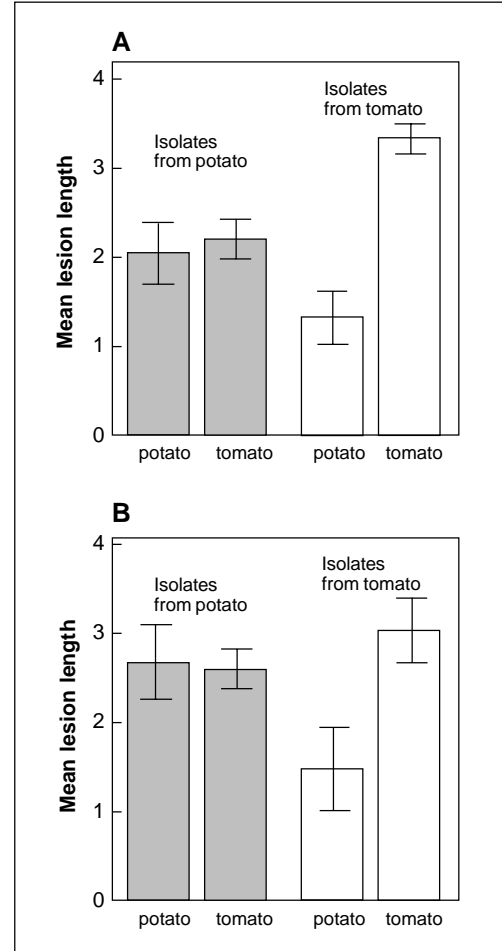 A
4
3
2
1
0
Mean lesion length
Isolates
from potato
Isolates
from tomato
potato tomato potato tomato
B
4
3
2
1
0
Mean lesion length
Isolates
from potato
Isolates
from tomato
potato tomato potato tomato